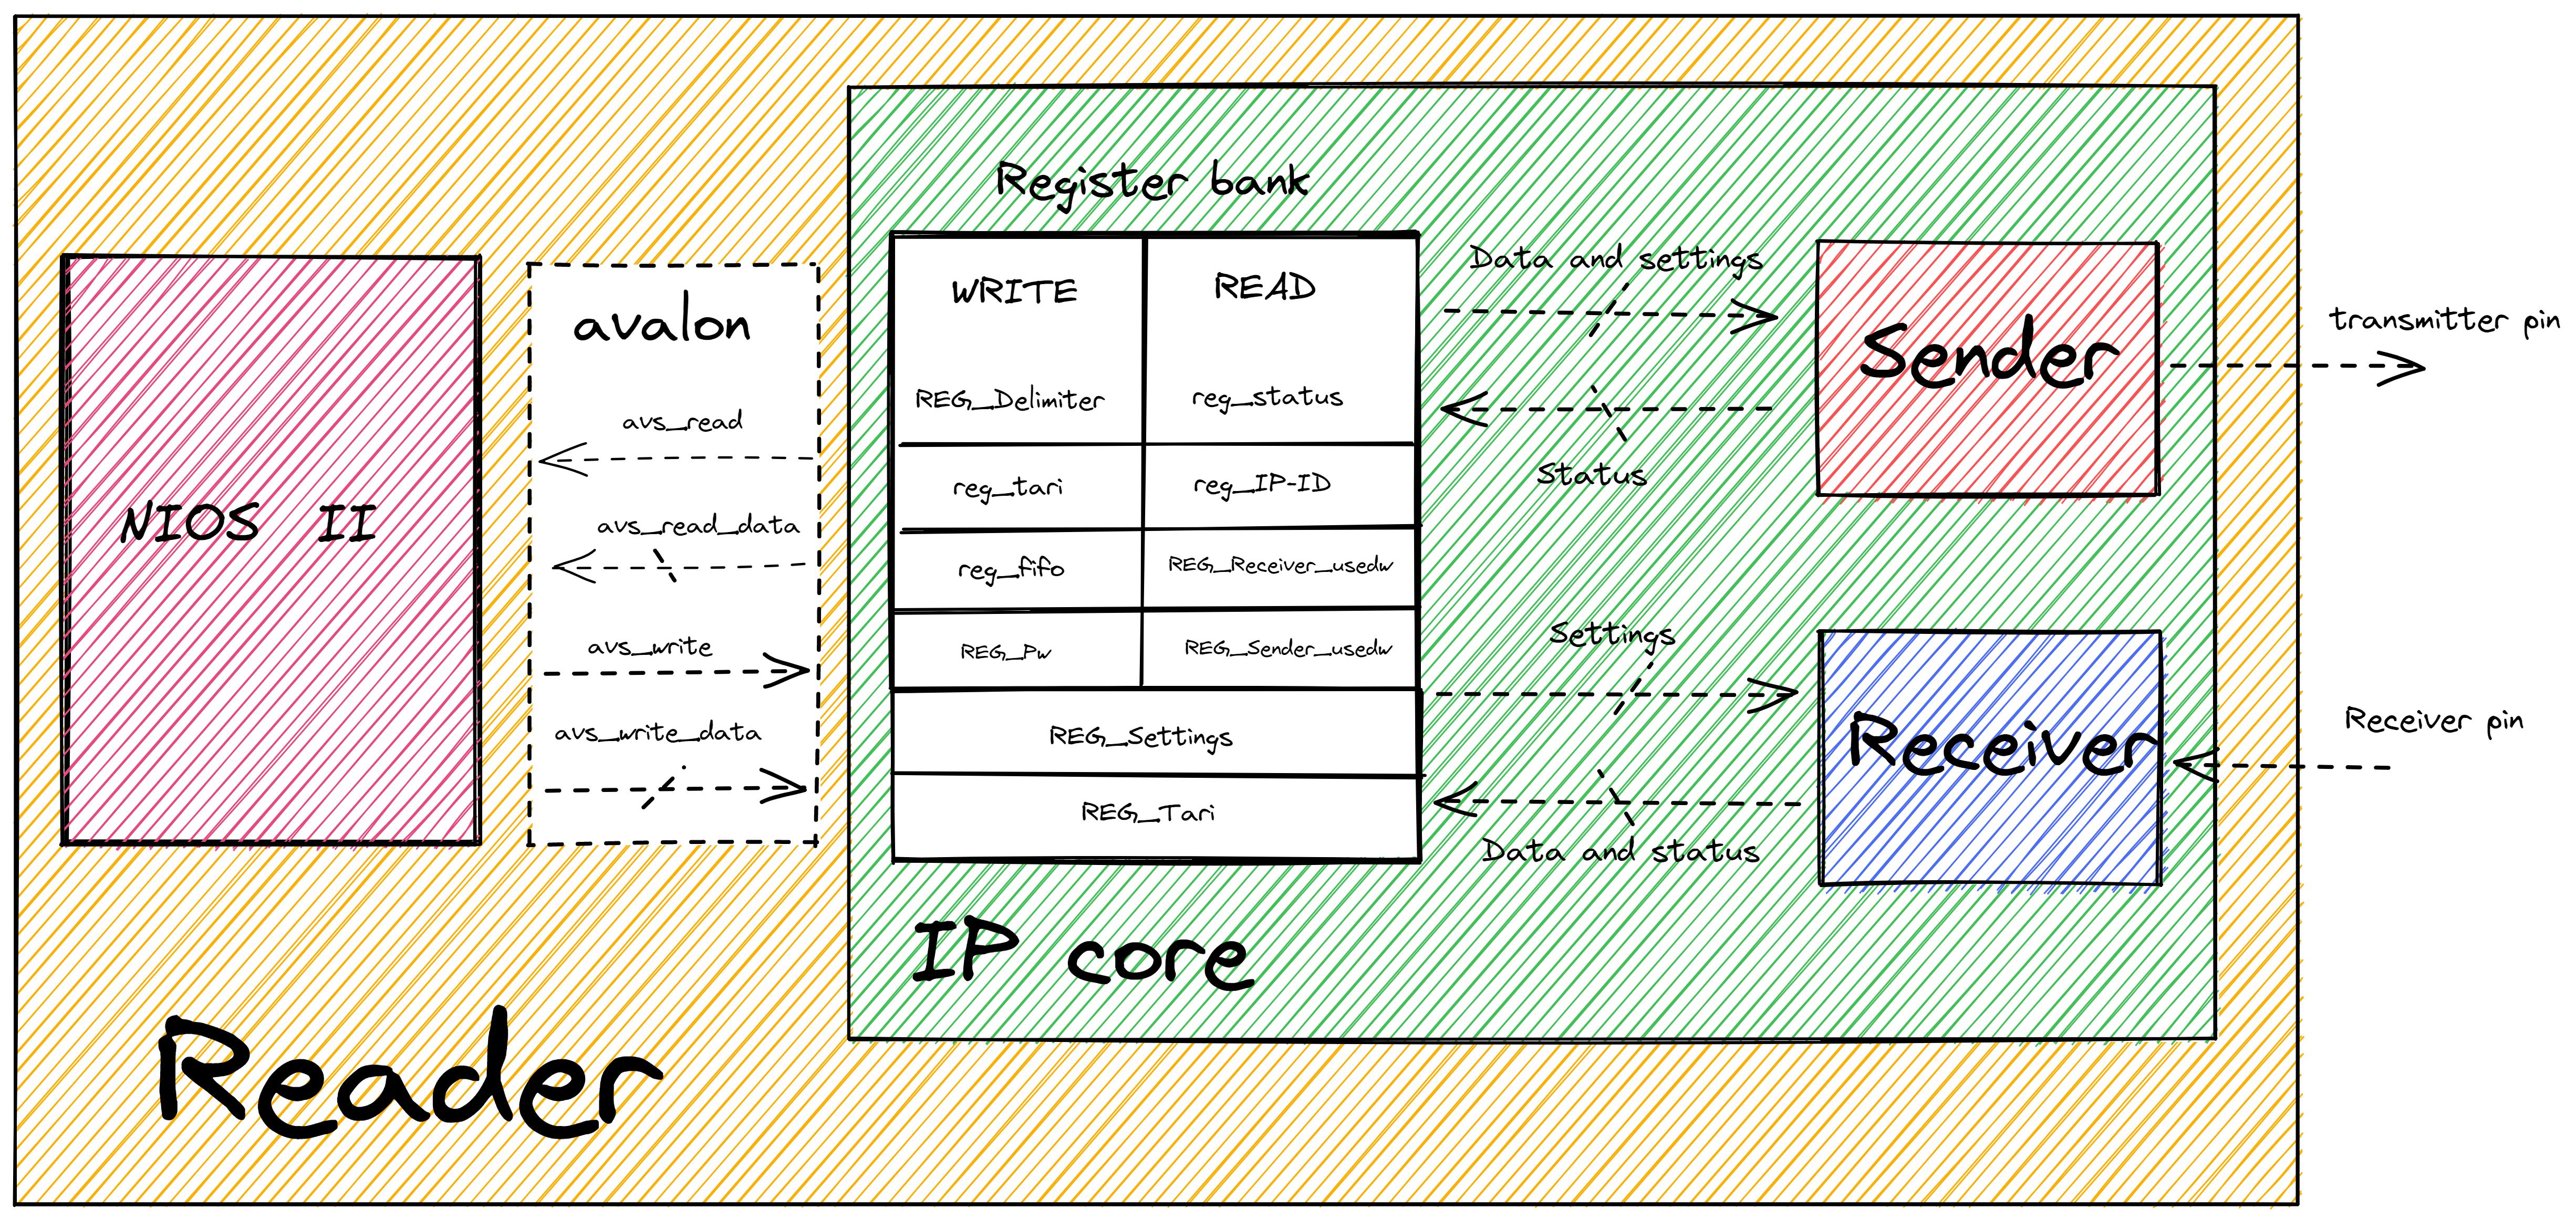 Register bank
NIOS II
avalon
avs_read
avs_read_data
avs_write
avs_write_data
WRITE
READ
REG_Delimiter
reg_status
reg_tari
reg_IP-ID
reg_fifo
REG_Receiver_usedw
REG_Pw
REG_Sender_usedw
REG_Settings
REG_Tari
Data and settings
Status
Settings
Data and status
Sender
Receiver
transmitter pin
Receiver pin
IP core
Reader